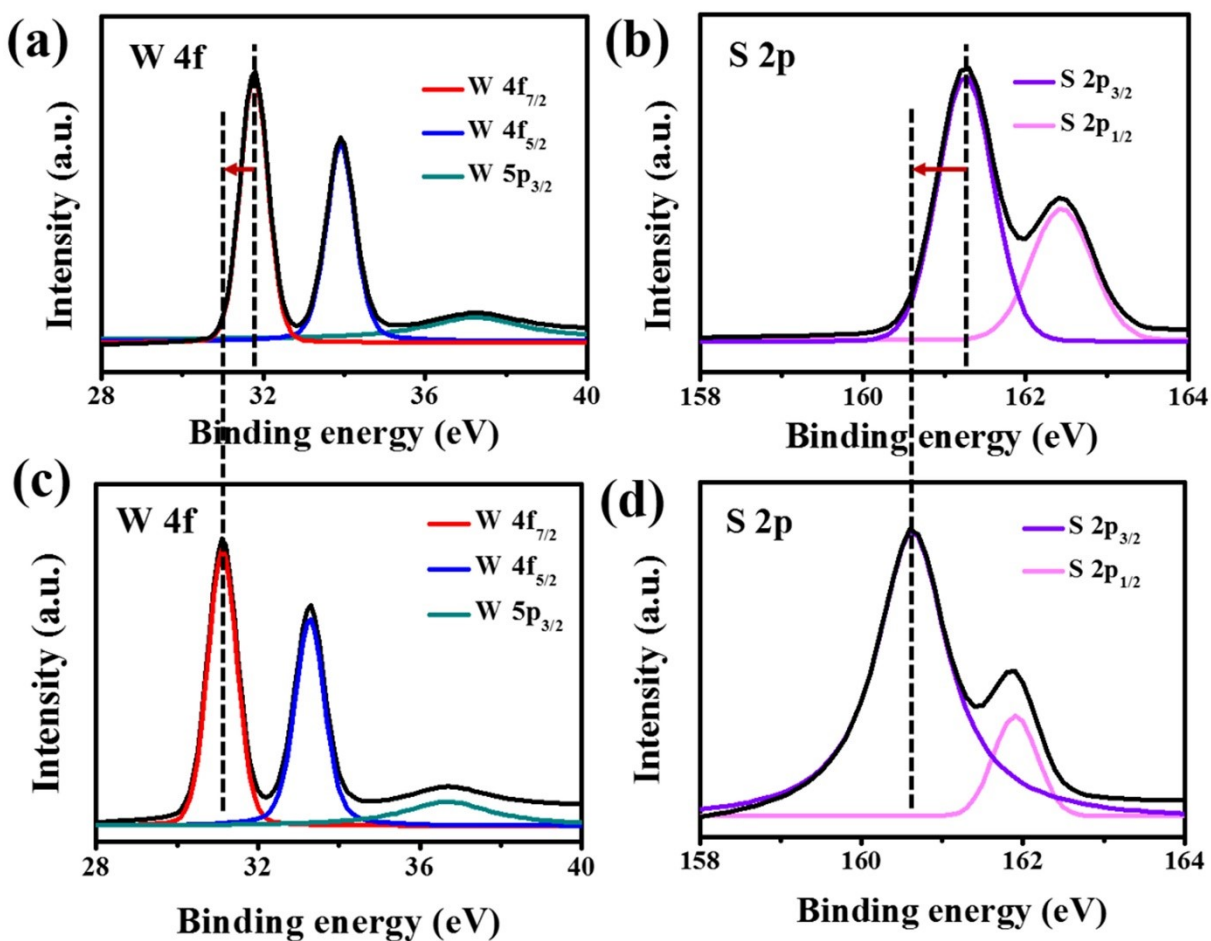 (a)
W 4f
W 4f7/2
W 4f5/2
W 5p3/2
Intensity (a.u.)
28 32 36 40
Binding energy (eV)
(b)
S 2p
S 2p3/2
S 2p1/2
Intensity (a.u.)
158 160 162 164
Binding energy (eV)
(c)
W 4f
W 4f7/2
W 4f5/2
W 5p3/2
Intensity (a.u.)
28 32 36 40
Binding energy (eV)
(d)
S 2p
S 2p3/2
S 2p1/2
Intensity (a.u.)
158 160 162 164
Binding energy (eV)